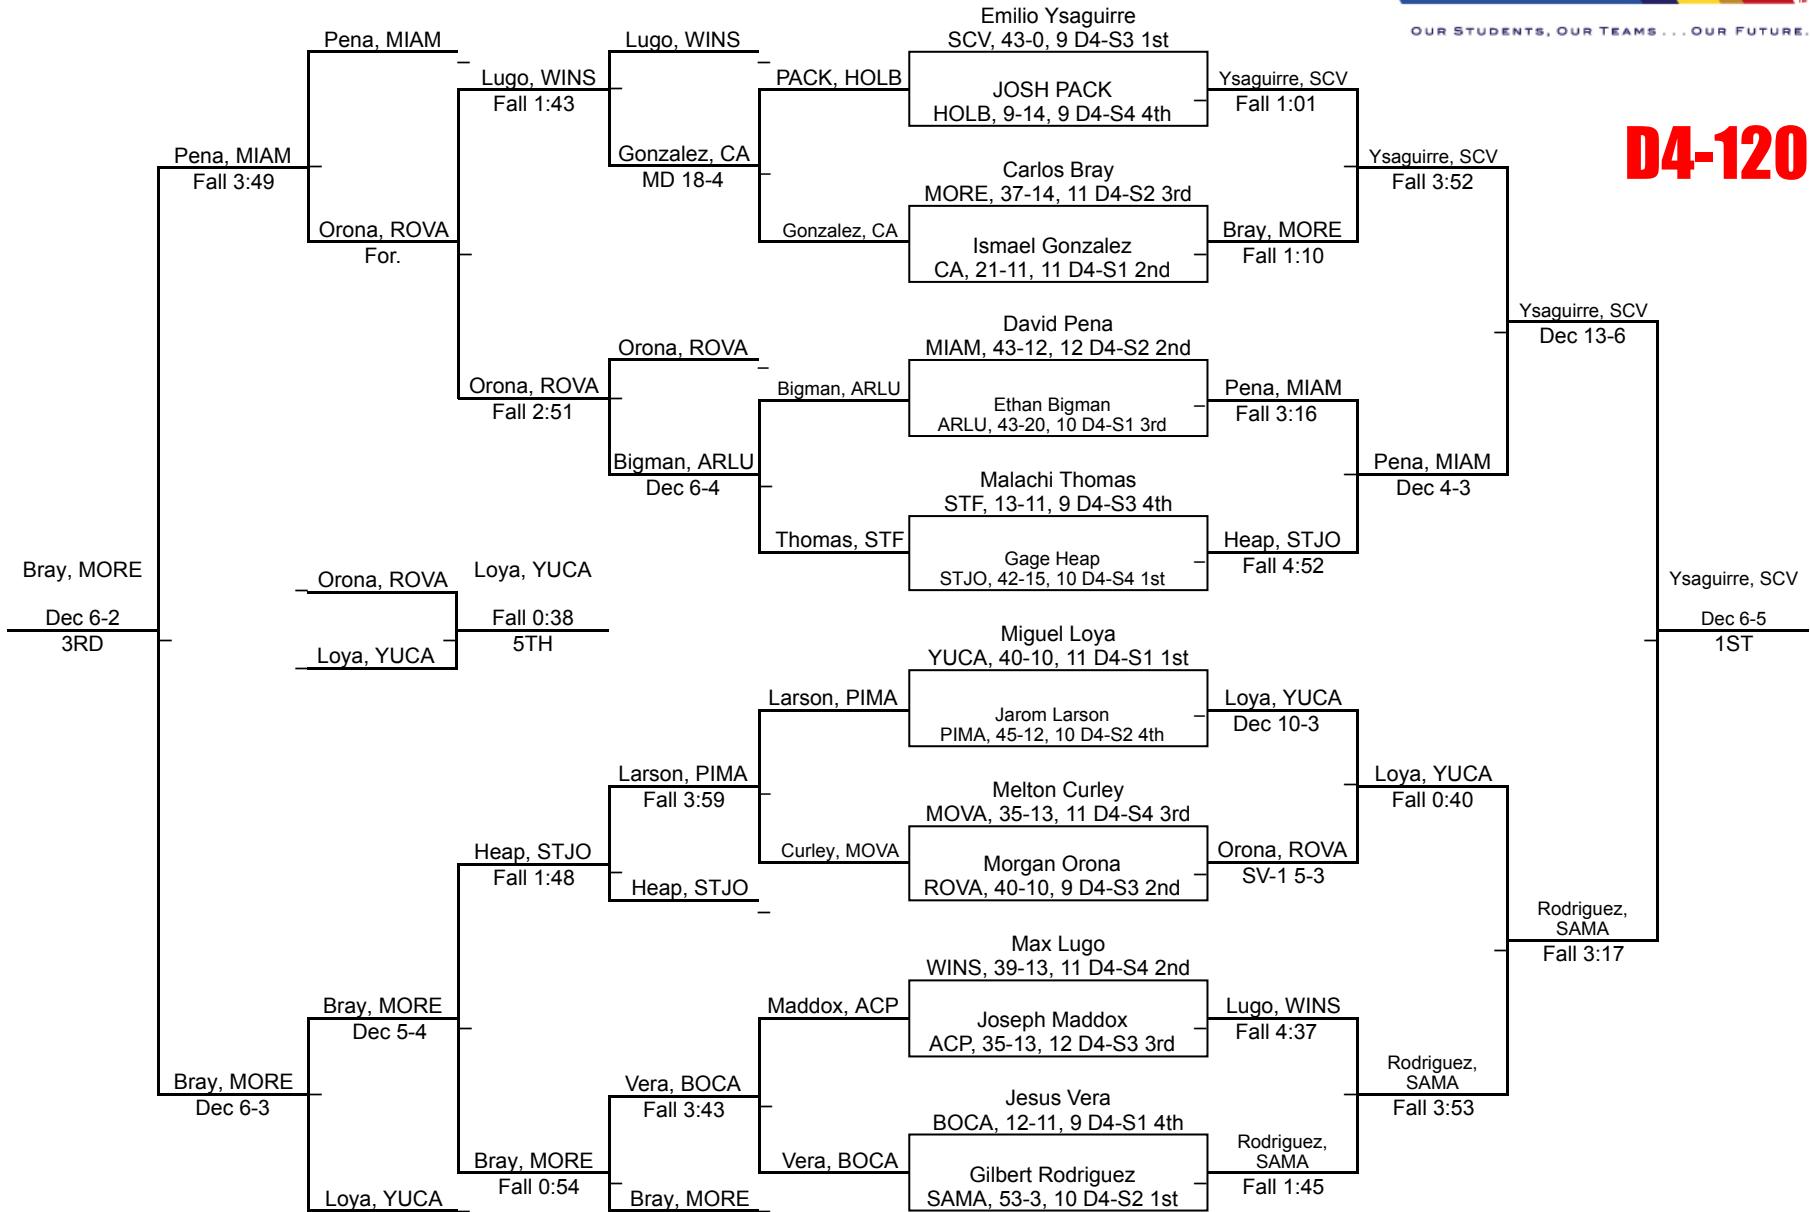 OUR STUDENTS, OUR TEAMS . . . OUR FUTURE.
D4-120
Emilio Ysaguirre
SCV, 43-0, 9 D4-S3 1st
JOSH PACK
HOLB, 9-14, 9 D4-S4 4th
Carlos Bray
MORE, 37-14, 11 D4-S2 3rd
Ismael Gonzalez
CA, 21-11, 11 D4-S1 2nd
David Pena
MIAM, 43-12, 12 D4-S2 2nd
Ethan Bigman
ARLU, 43-20, 10 D4-S1 3rd
Malachi Thomas
STF, 13-11, 9 D4-S3 4th
Gage Heap
STJO, 42-15, 10 D4-S4 1st
Miguel Loya
YUCA, 40-10, 11 D4-S1 1st
Jarom Larson
PIMA, 45-12, 10 D4-S2 4th
Melton Curley
MOVA, 35-13, 11 D4-S4 3rd
Morgan Orona
ROVA, 40-10, 9 D4-S3 2nd
Max Lugo
WINS, 39-13, 11 D4-S4 2nd
Joseph Maddox
ACP, 35-13, 12 D4-S3 3rd
Jesus Vera
BOCA, 12-11, 9 D4-S1 4th
Gilbert Rodriguez
SAMA, 53-3, 10 D4-S2 1st
Ysaguirre, SCV
Fall 1:01
Bray, MORE
Fall 1:10
Pena, MIAM
Fall 3:16
Heap, STJO
Fall 4:52
Loya, YUCA
Dec 10-3
Orona, ROVA
SV-1 5-3
Lugo, WINS
Fall 4:37
Rodriguez,
SAMA
Fall 1:45
Ysaguirre, SCV
Fall 3:52
Pena, MIAM
Dec 4-3
Loya, YUCA
Fall 0:40
Rodriguez,
SAMA
Fall 3:53
Ysaguirre, SCV
Dec 13-6
Rodriguez,
SAMA
Fall 3:17
Ysaguirre, SCV
Dec 6-5
1ST
PACK, HOLB
Gonzalez, CA
Bigman, ARLU
Thomas, STF
Larson, PIMA
Curley, MOVA
Maddox, ACP
Vera, BOCA
Lugo, WINS
Gonzalez, CA
MD 18-4
Orona, ROVA
Bigman, ARLU
Dec 6-4
Larson, PIMA
Fall 3:59
Heap, STJO
Vera, BOCA
Fall 3:43
Bray, MORE
Lugo, WINS
Fall 1:43
Orona, ROVA
Fall 2:51
Heap, STJO
Fall 1:48
Bray, MORE
Fall 0:54
Pena, MIAM
Orona, ROVA
For.
Bray, MORE
Dec 5-4
Loya, YUCA
Pena, MIAM
Fall 3:49
Bray, MORE
Dec 6-3
Bray, MORE
Dec 6-2
3RD
Orona, ROVA
Loya, YUCA
Loya, YUCA
Fall 0:38
5TH